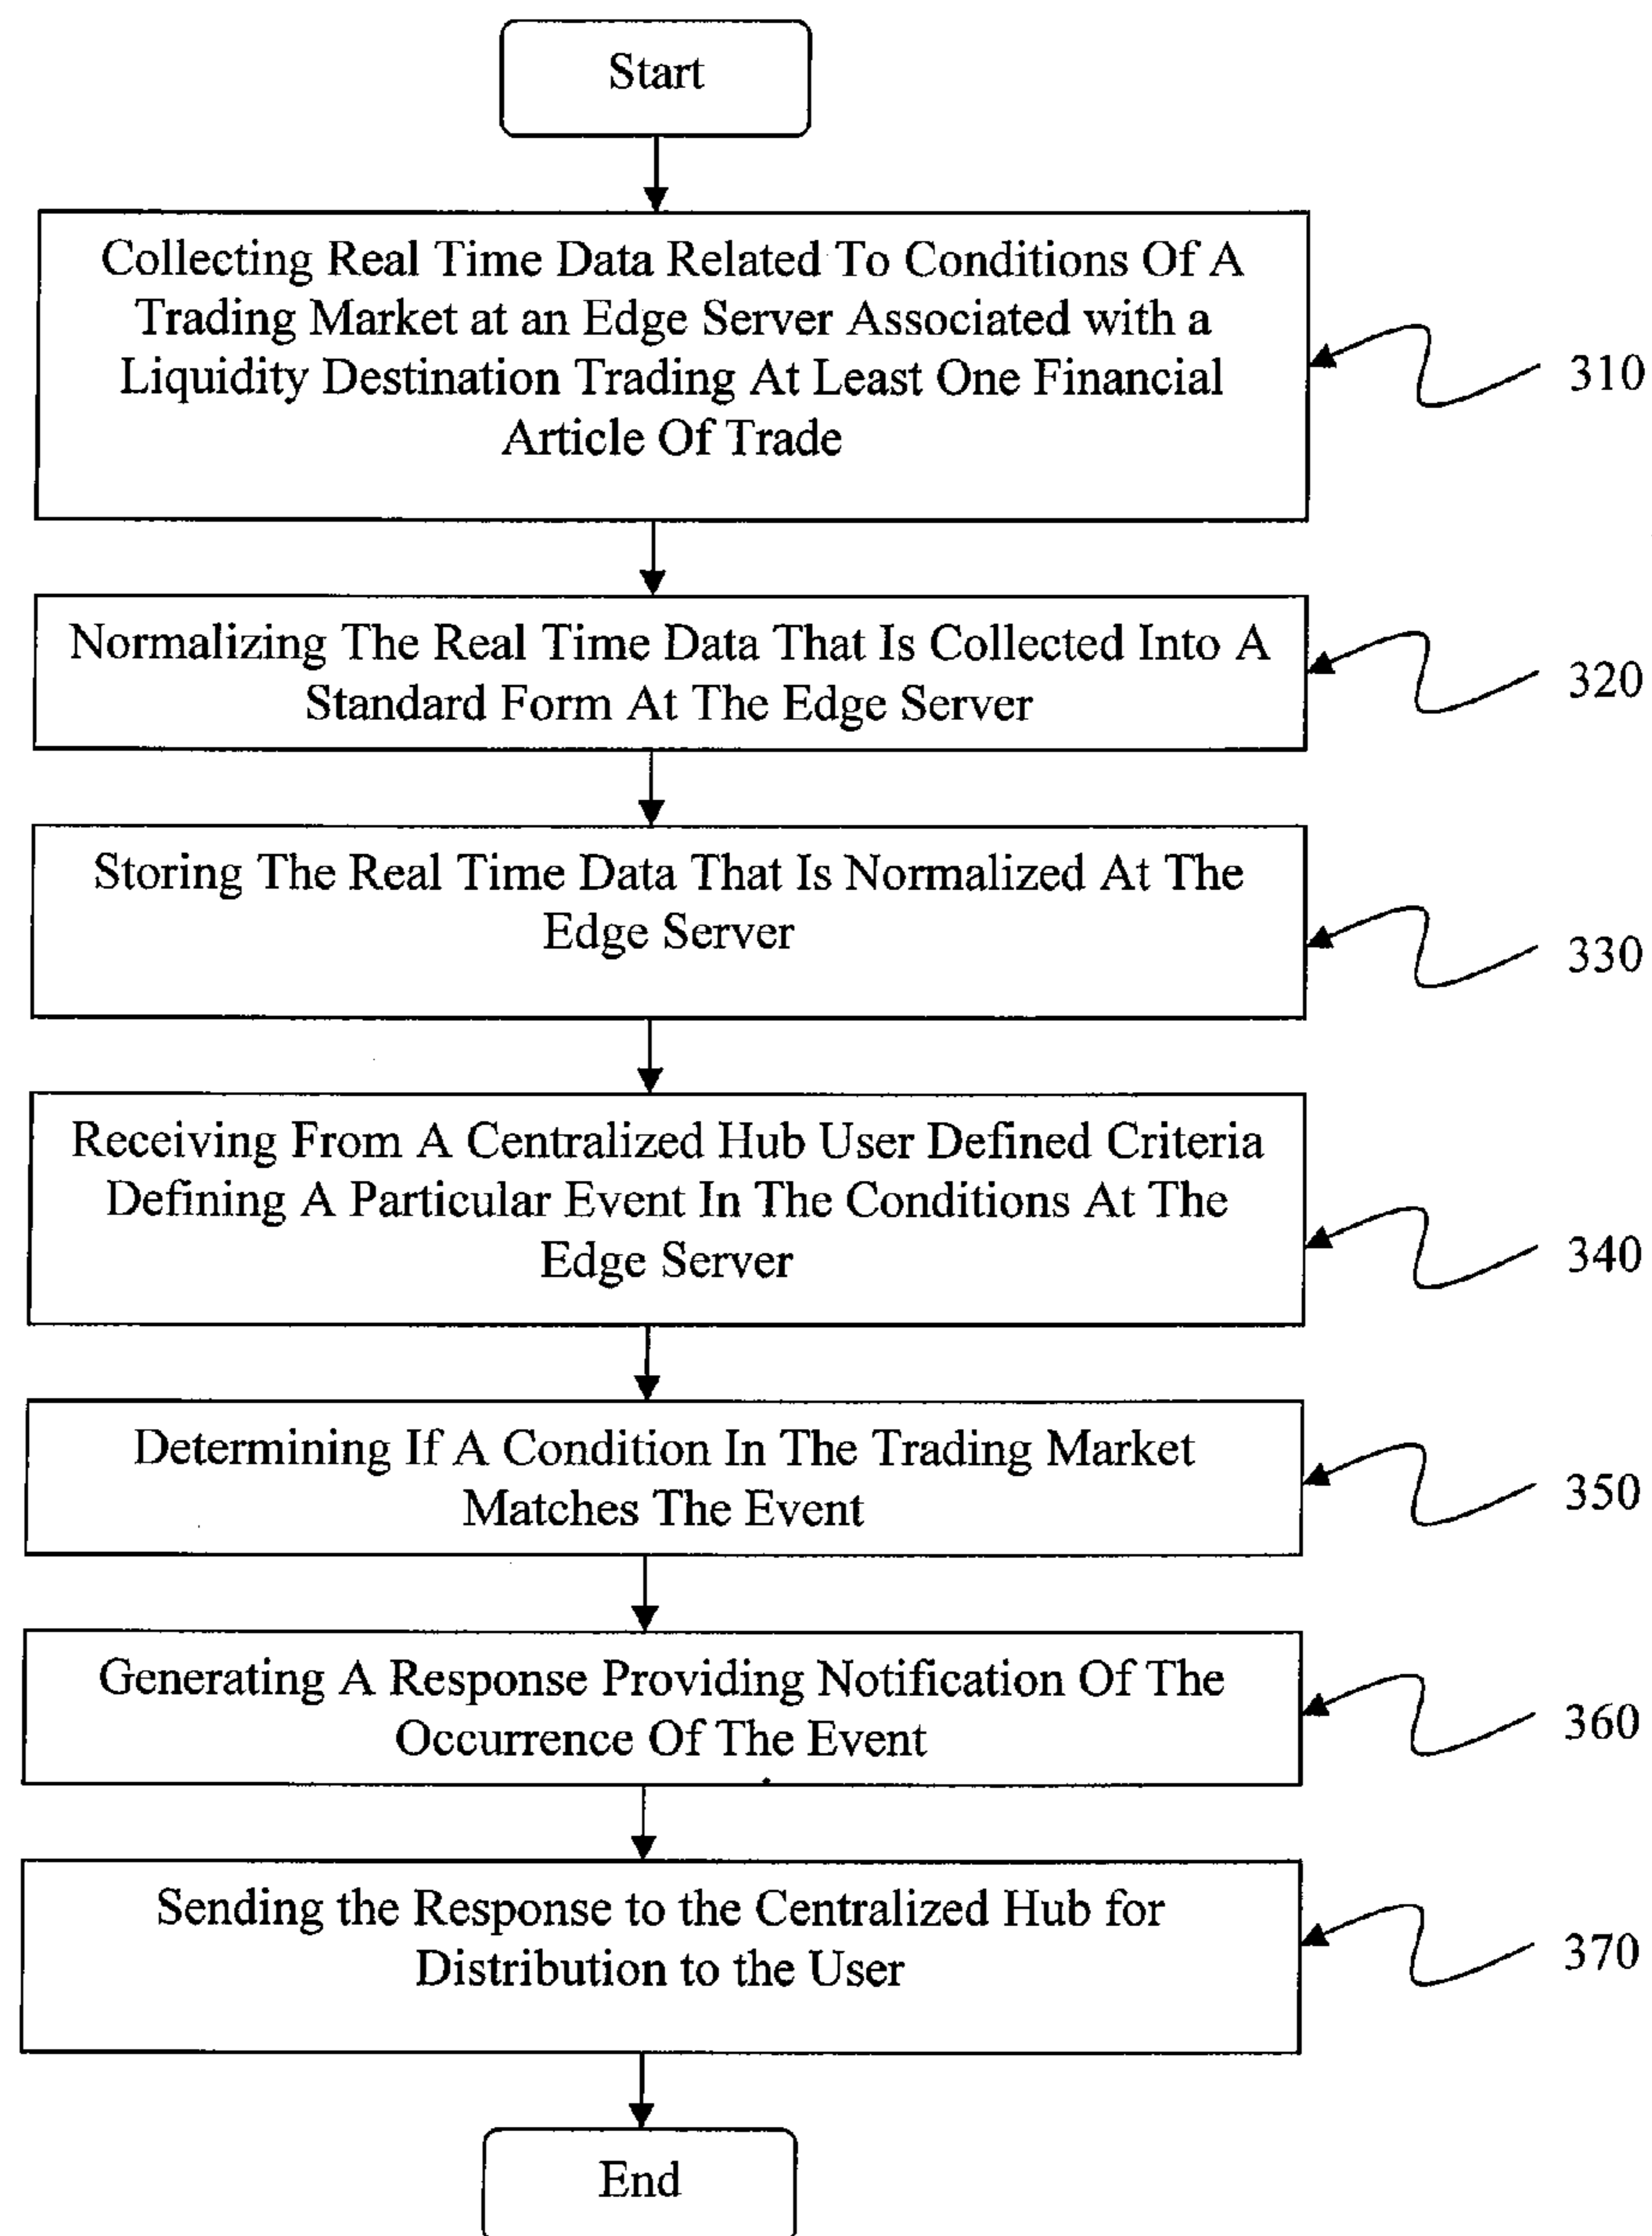 Start
Collecting Real Time Data Related To Conditions Of A
Trading Market at an Edge Server Associated with a
Liquidity Destination Trading At Least One Financial
Article Of Trade
310
Normalizing The Real Time Data That Is Collected Into A
Standard Form At The Edge Server
320
Storing The Real Time Data That Is Normalized At The
Edge Server
330
Receiving From A Centralized Hub User Defined Criteria
Defining A Particular Event In The Conditions At The
Edge Server
340
Determining If A Condition In The Trading Market
Matches The Event
350
Generating A Response Providing Notification Of The
Occurrence Of The Event
360
Sending the Response to the Centralized Hub for
Distribution to the User
370
End